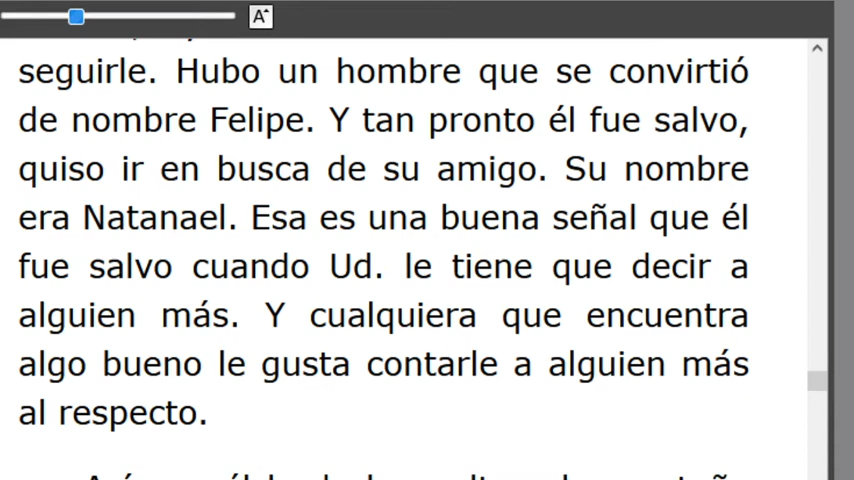 A
seguirle. Hubo un hombre que se convirtió
de nombre Felipe. Y tan pronto él fue salvo,
quiso ir en busca de su amigo. Su nombre
era Natanael. Esa es una buena señal que él
fue salvo cuando Ud. le tiene que decir a
alguien más. Y cualquiera que encuentra
algo bueno le gusta contarle a alguien más
al respecto.